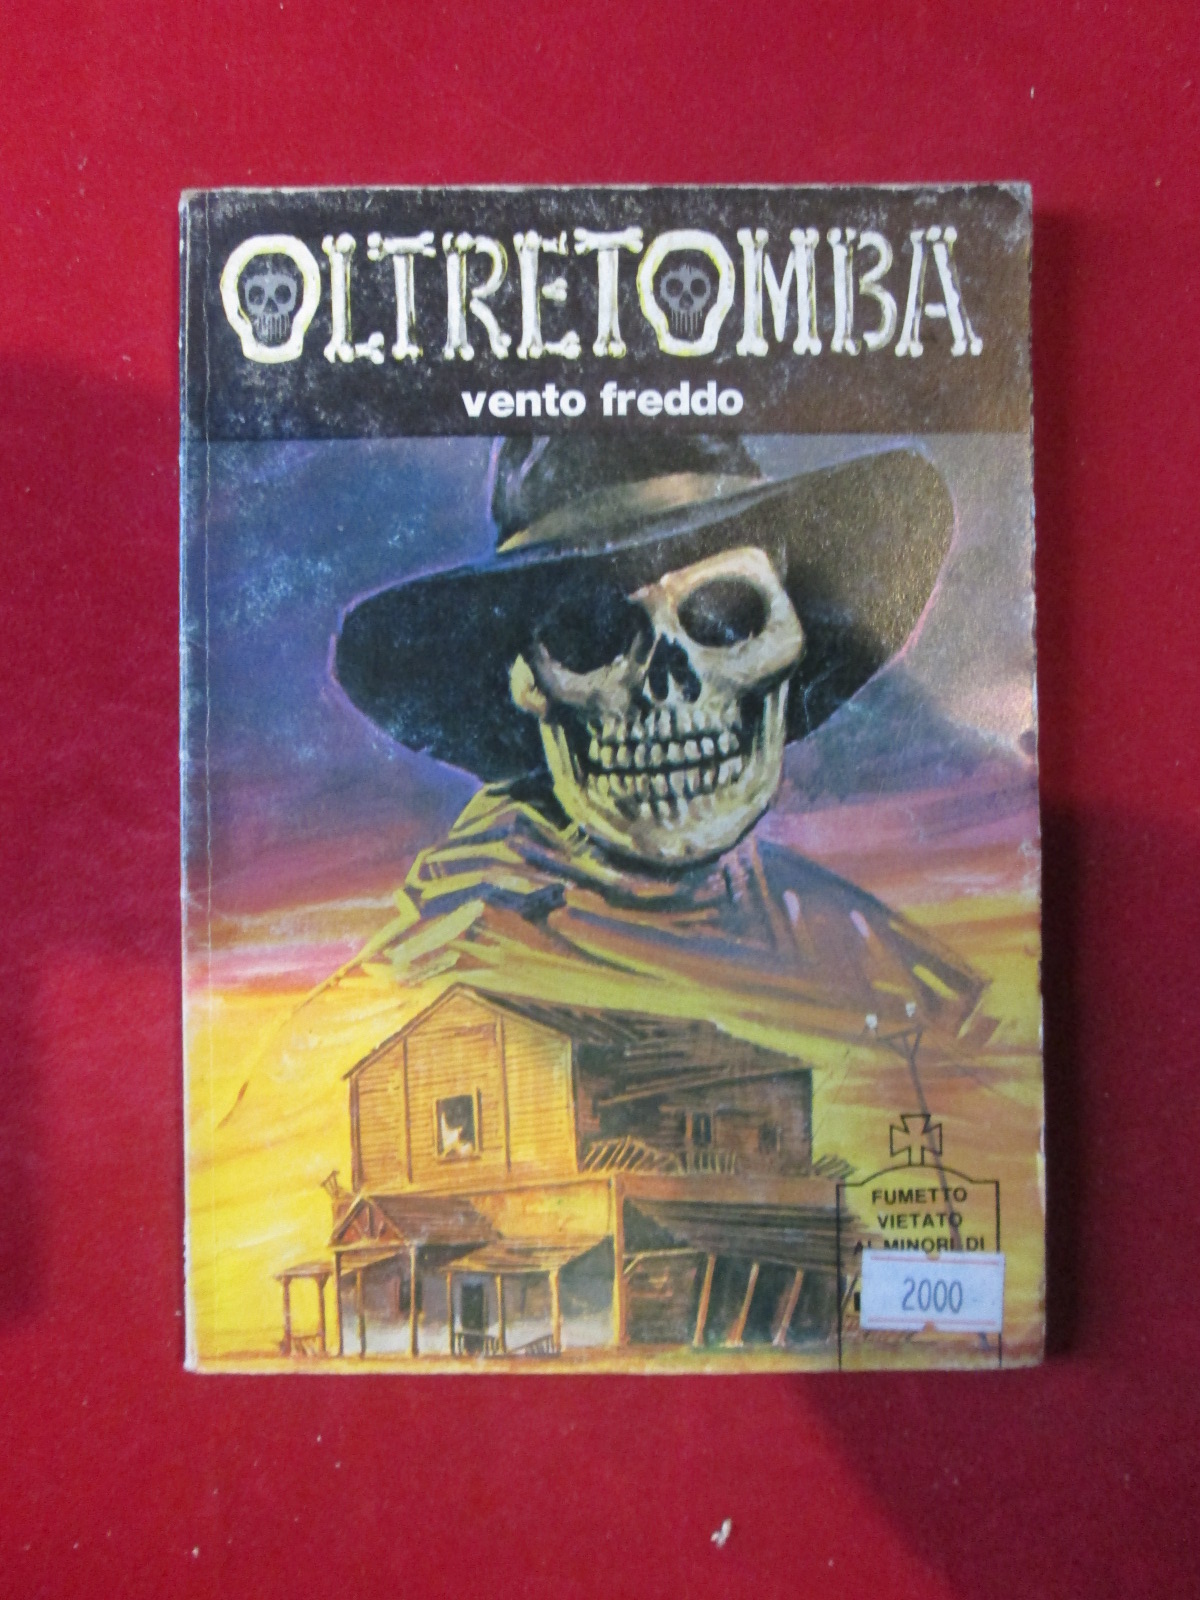 OLTRETOMBA
vento freddo
FUMETTO
VIETATO
AI MINORI DI
2000